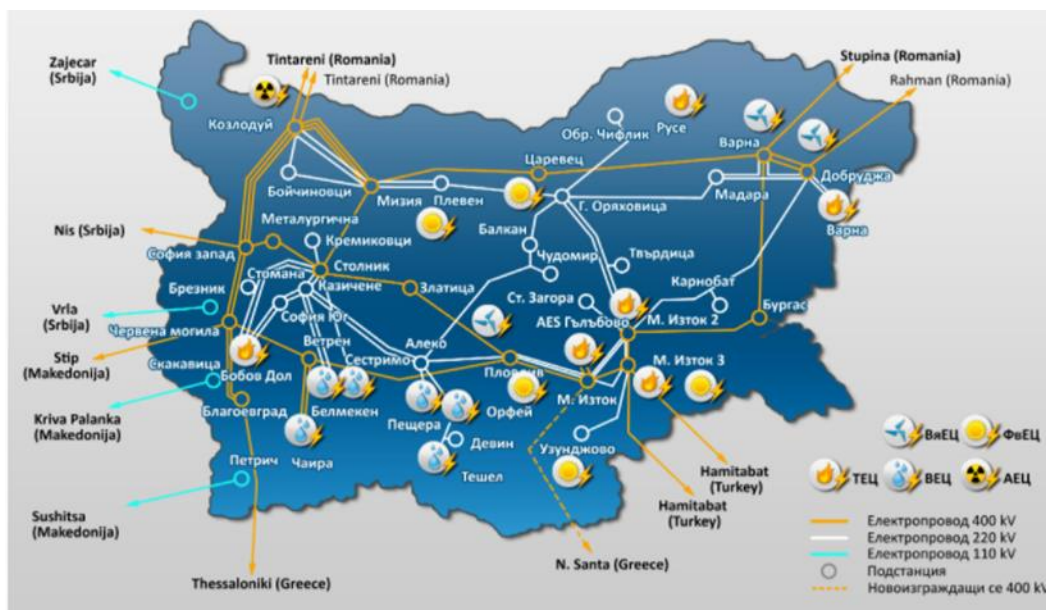 Zajecar
(Srbija)
Tintareni (Romania)
Tintareni (Romania)
Stupina (Romania)
Rahman (Romania)
Козлодуй
Обр. Чифлик
Русе
Варна
Царевец
Добруджа
Бойчиновци
Мизия
Плевен
Г. Оряховица
Мадара
Варна
Металургична
Кремиковци
Балкан
Nis (Srbija)
София запад
Стомана
Столник
Чудомир
Твърдица
Брезник
Казичене
Златица
Ст. Загора
Карнобат
Vrla
(Srbija)
София Юг
AES Гълъбово
М. Изток 2
Бургас
Червена могила
Ветрен
Алеко
Stip
(Makedonija)
Скакавица
Бобов Дол
Сестримо
Пловдив
М. Изток 3
Kriva Palanka
(Makedonija)
Благоевград
Белмекен
Пещера
Орфей
М. Изток
Девин
Узунджово
Петрич
Чаира
Тешел
Sushitsa
(Makedonija)
Hamitabat
(Turkey)
Hamitabat
(Turkey)
Thessaloniki (Greece)
N. Santa (Greece)
ВяЕЦ
ФвЕЦ
ТЕЦ
ВЕЦ
АЕЦ
Електропровод 400 kV
Електропровод 220 kV
Електропровод 110 kV
Подстанция
Новоизграждащи се 400 kV